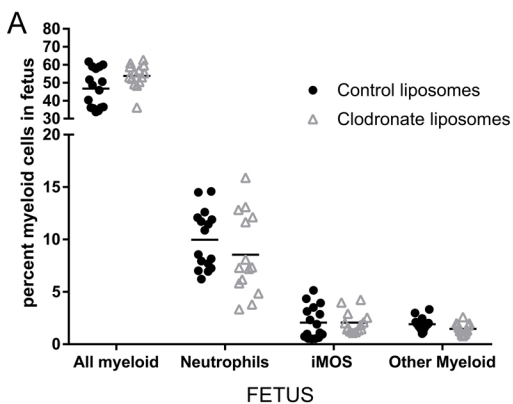 A
percent myeloid cells in fetus
80
70
60
50
40
30
20
15
10
5
0
Control liposomes
Clodronate liposomes
All myeloid
Neutrophils
iMOS
Other Myeloid
FETUS